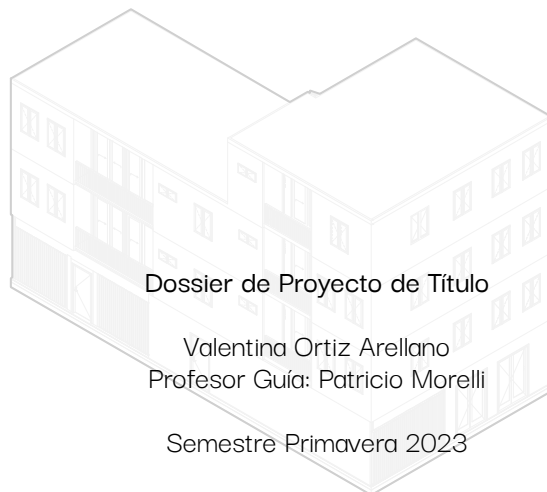 Dossier de Proyecto de Título
Valentina Ortiz Arellano
Profesor Guía: Patricio Morelli
Semestre Primavera 2023